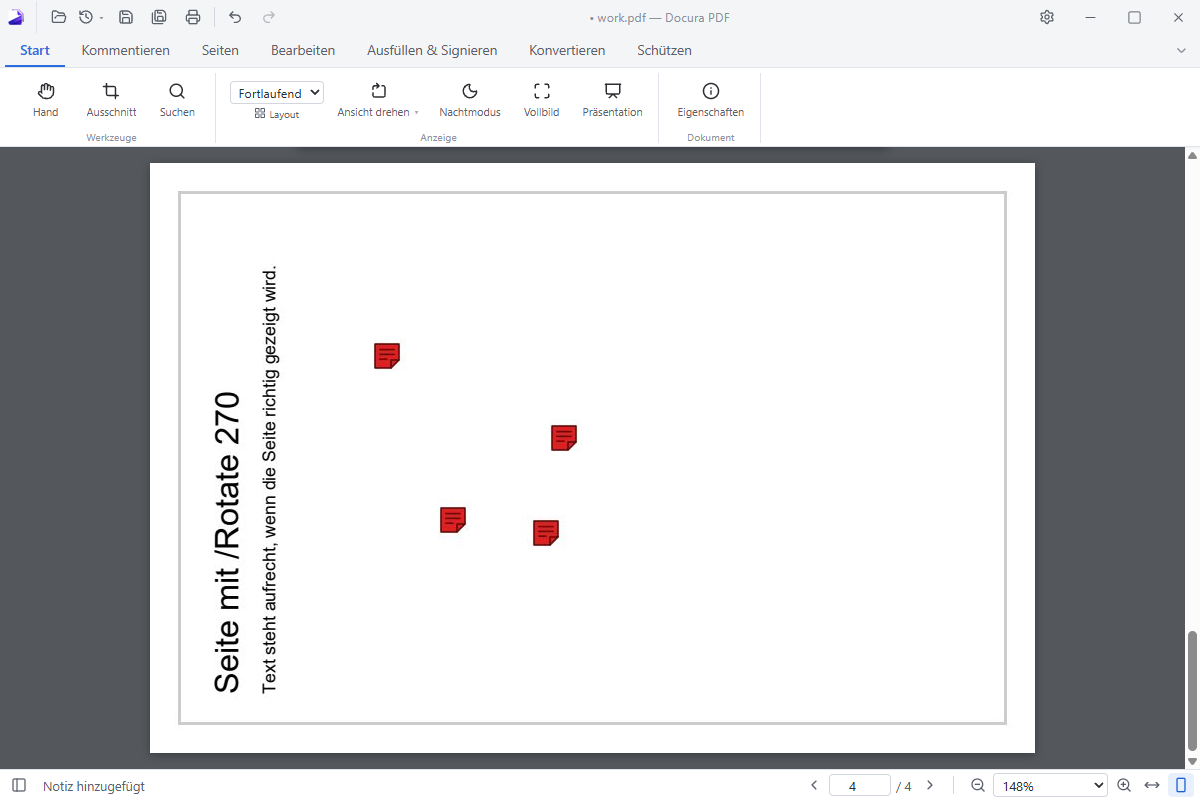 • work.pdf — Docura PDF
Start Kommentieren Seiten Bearbeiten Ausfüllen & Signieren Konvertieren Schützen
Hand Ausschnitt Suchen
Werkzeuge
Fortlaufend
Layout
Ansicht drehen Nachtmodus Vollbild Präsentation
Anzeige
Eigenschaften
Dokument
Seite mit /Rotate 270
Text steht aufrecht, wenn die Seite richtig gezeigt wird.
Notiz hinzugefügt
4 / 4
148%